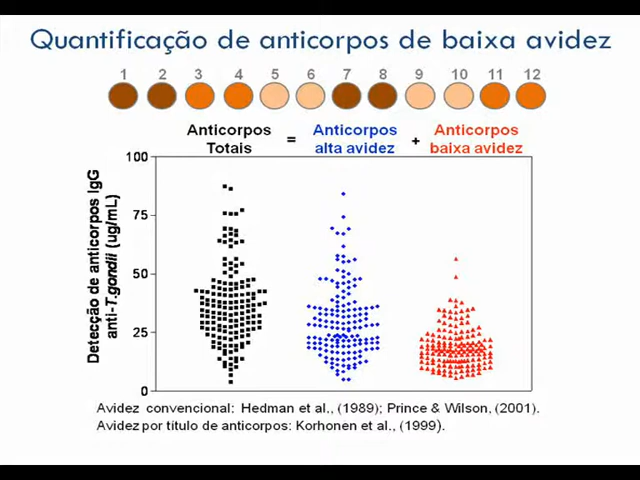 Quantificação de anticorpos de baixa avidez
1 2 3 4 5 6 7 8 9 10 11 12
Anticorpos Totais
=
Anticorpos alta avidez
+
Anticorpos baixa avidez
Detecção de anticorpos IgG
anti-T.gondii (ug/mL)
100
75
50
25
0
Avidez convencional: Hedman et al., (1989); Prince & Wilson, (2001).
Avidez por título de anticorpos: Korhonen et al., (1999).